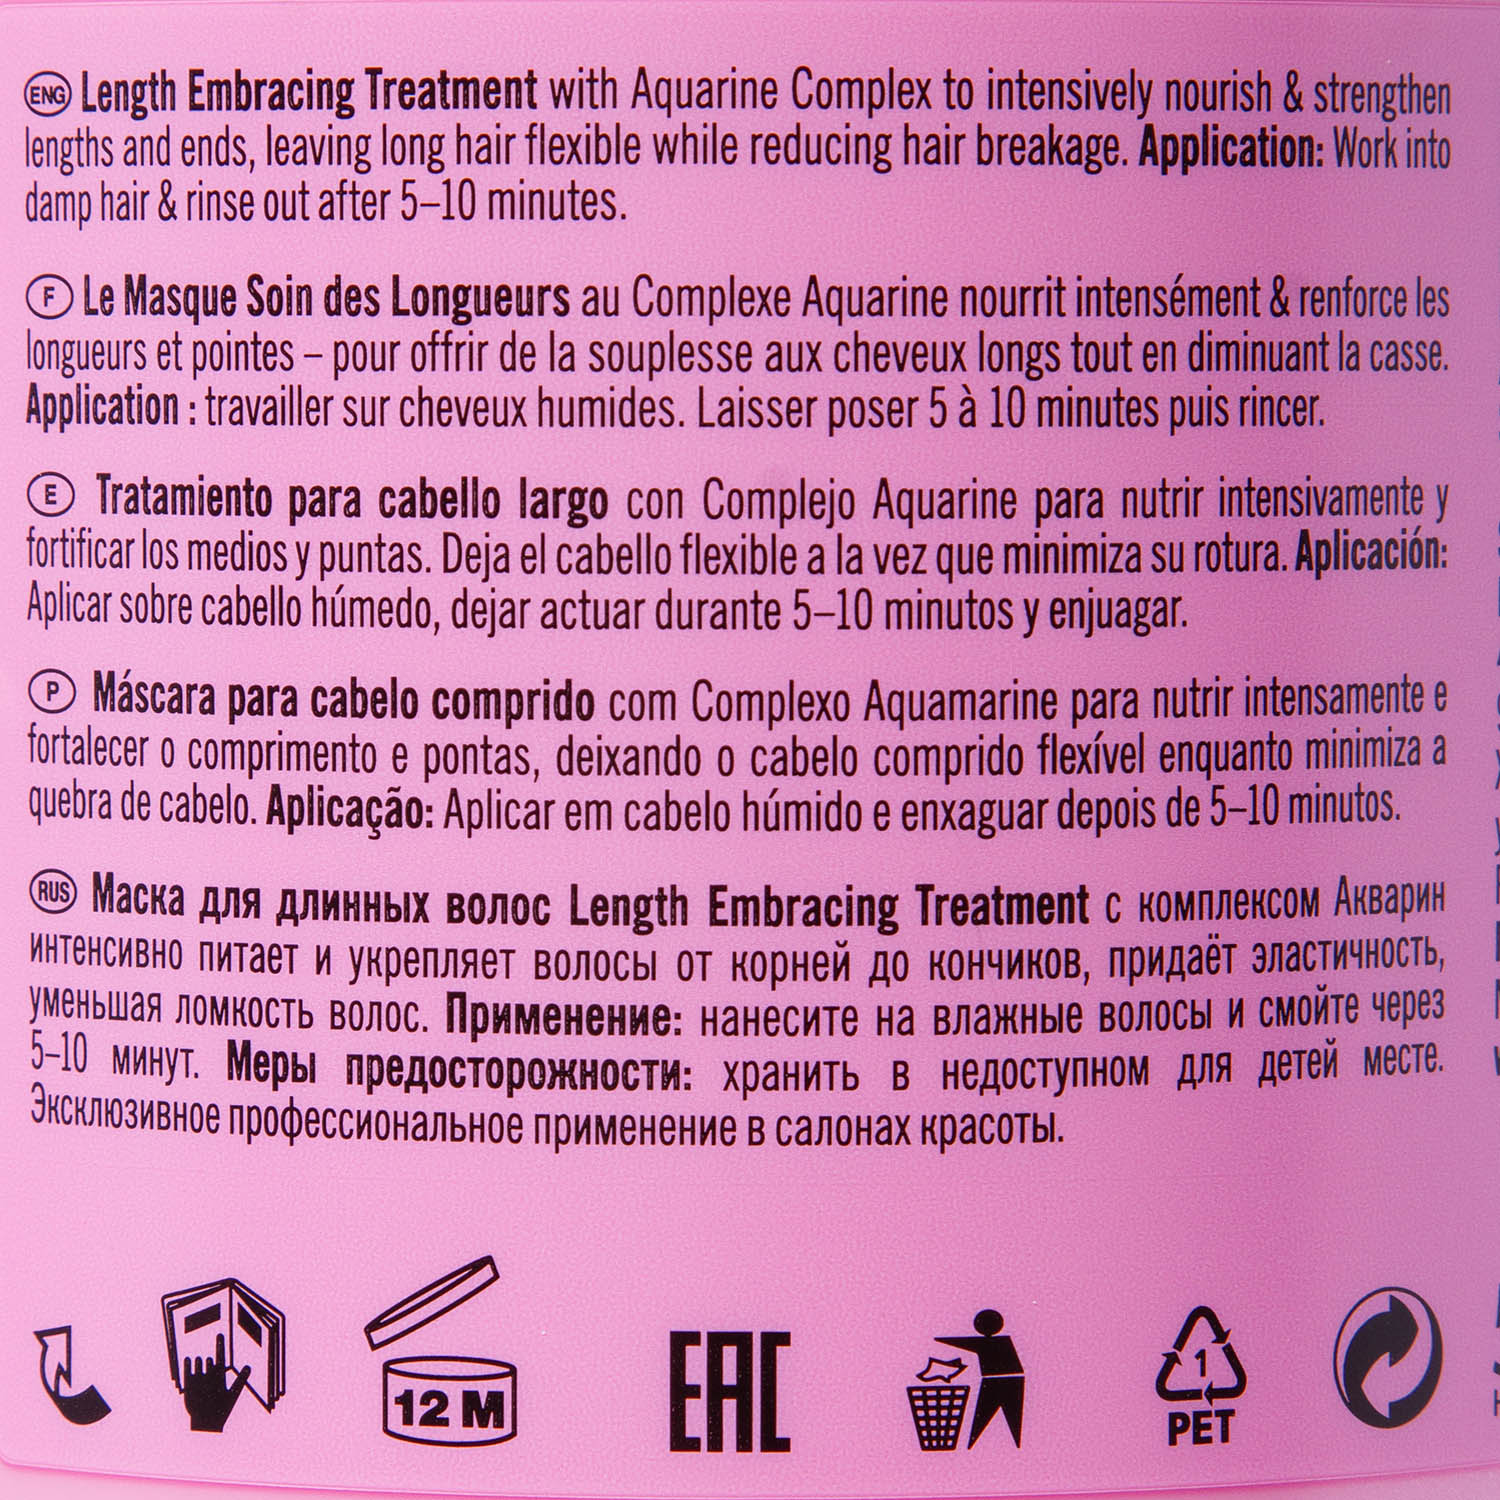 ENG Length Embracing Treatment with Aquarine Complex to intensively nourish & strengthen
lengths and ends, leaving long hair flexible while reducing hair breakage. Application: Work into
damp hair & rinse out after 5–10 minutes.
F Le Masque Soin des Longueurs au Complexe Aquarine nourrit intensément & renforce les
longueurs et pointes – pour offrir de la souplesse aux cheveux longs tout en diminuant la casse.
Application : travailler sur cheveux humides. Laisser poser 5 à 10 minutes puis rincer.
E Tratamiento para cabello largo con Complejo Aquarine para nutrir intensivamente y
fortificar los medios y puntas. Deja el cabello flexible a la vez que minimiza su rotura. Aplicación:
Aplicar sobre cabello húmedo, dejar actuar durante 5–10 minutos y enjuagar.
P Máscara para cabelo comprido com Complexo Aquamarine para nutrir intensamente e
fortalecer o comprimento e pontas, deixando o cabelo comprido flexível enquanto minimiza a
quebra de cabelo. Aplicação: Aplicar em cabelo húmido e enxaguar depois de 5–10 minutos.
RUS Маска для длинных волос Length Embracing Treatment с комплексом Акварин
интенсивно питает и укрепляет волосы от корней до кончиков, придаёт эластичность,
уменьшая ломкость волос. Применение: нанесите на влажные волосы и смойте через
5–10 минут. Меры предосторожности: хранить в недоступном для детей месте.
Эксклюзивное профессиональное применение в салонах красоты.
12 M
EAC
1
PET